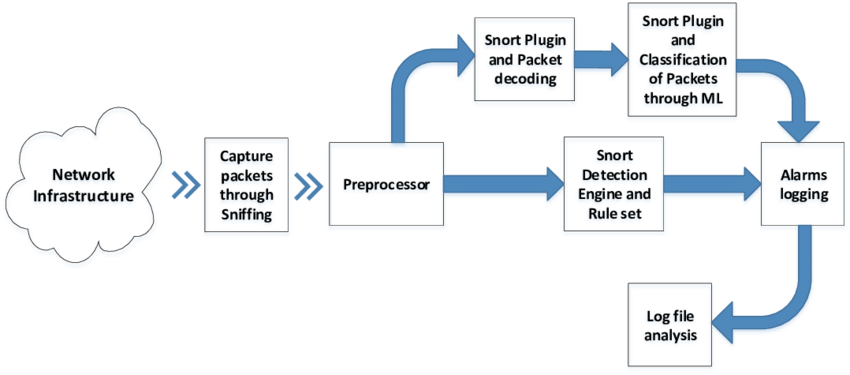 Network
Infrastructure
Capture
packets
through
Sniffing
Preprocessor
Snort Plugin
and Packet
decoding
Snort Plugin
and
Classification
of Packets
through ML
Snort
Detection
Engine and
Rule set
Alarms
logging
Log file
analysis